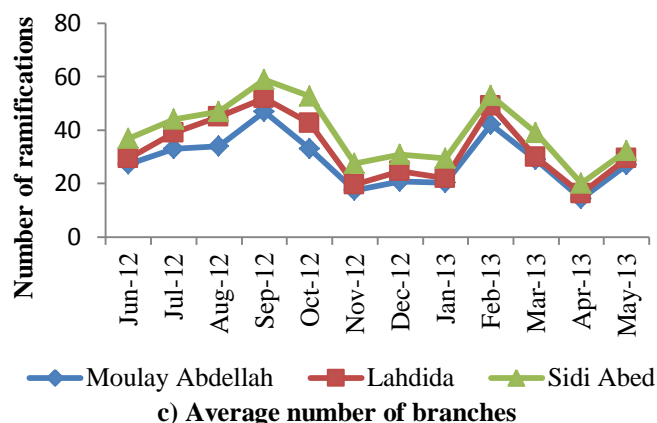 Number of ramifications
80
60
40
20
0
Jun-12
Jul-12
Aug-12
Sep-12
Oct-12
Nov-12
Dec-12
Jan-13
Feb-13
Mar-13
Apr-13
May-13
Moulay Abdellah
Lahdida
Sidi Abed
c) Average number of branches